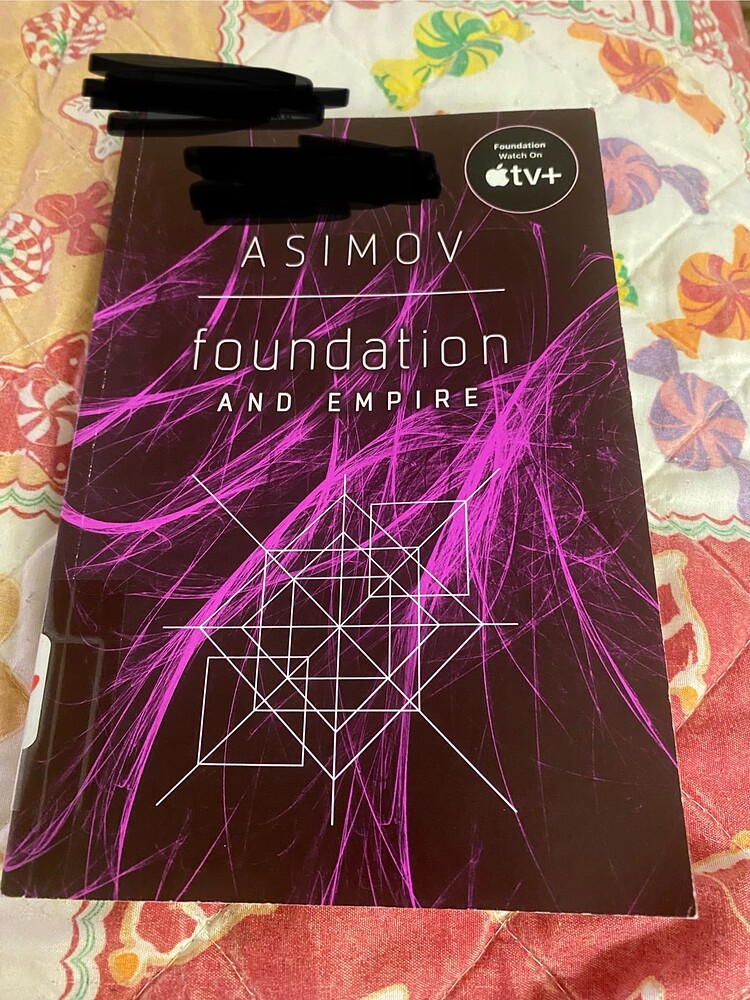 Foundation
Watch On
tv+
ASIMOV
foundation
AND EMPIRE